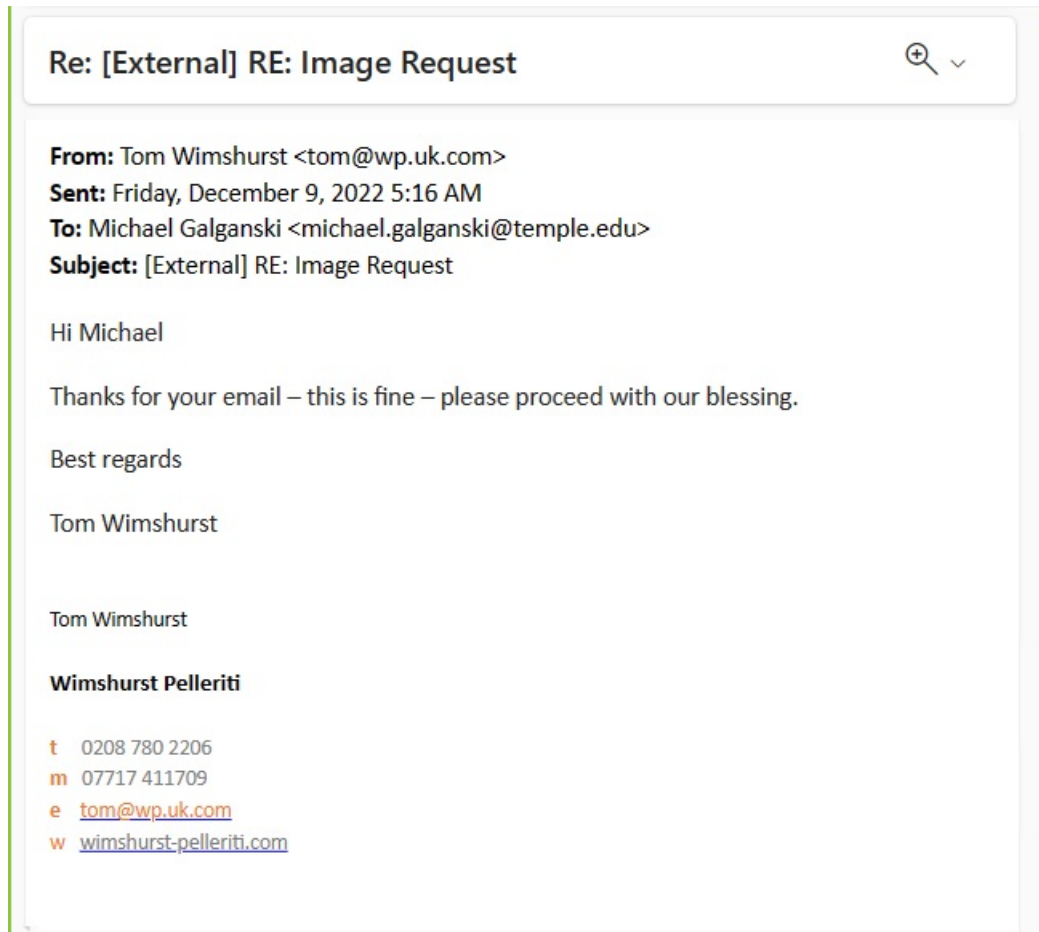 Re: [External] RE: Image Request
From: Tom Wimshurst <tom@wp.uk.com>
Sent: Friday, December 9, 2022 5:16 AM
To: Michael Galganski <michael.galganski@temple.edu>
Subject: [External] RE: Image Request
Hi Michael
Thanks for your email – this is fine – please proceed with our blessing.
Best regards
Tom Wimshurst
Tom Wimshurst
Wimshurst Pelleriti
t 0208 780 2206
m 07717 411709
e tom@wp.uk.com
w wimshurst-pelleriti.com